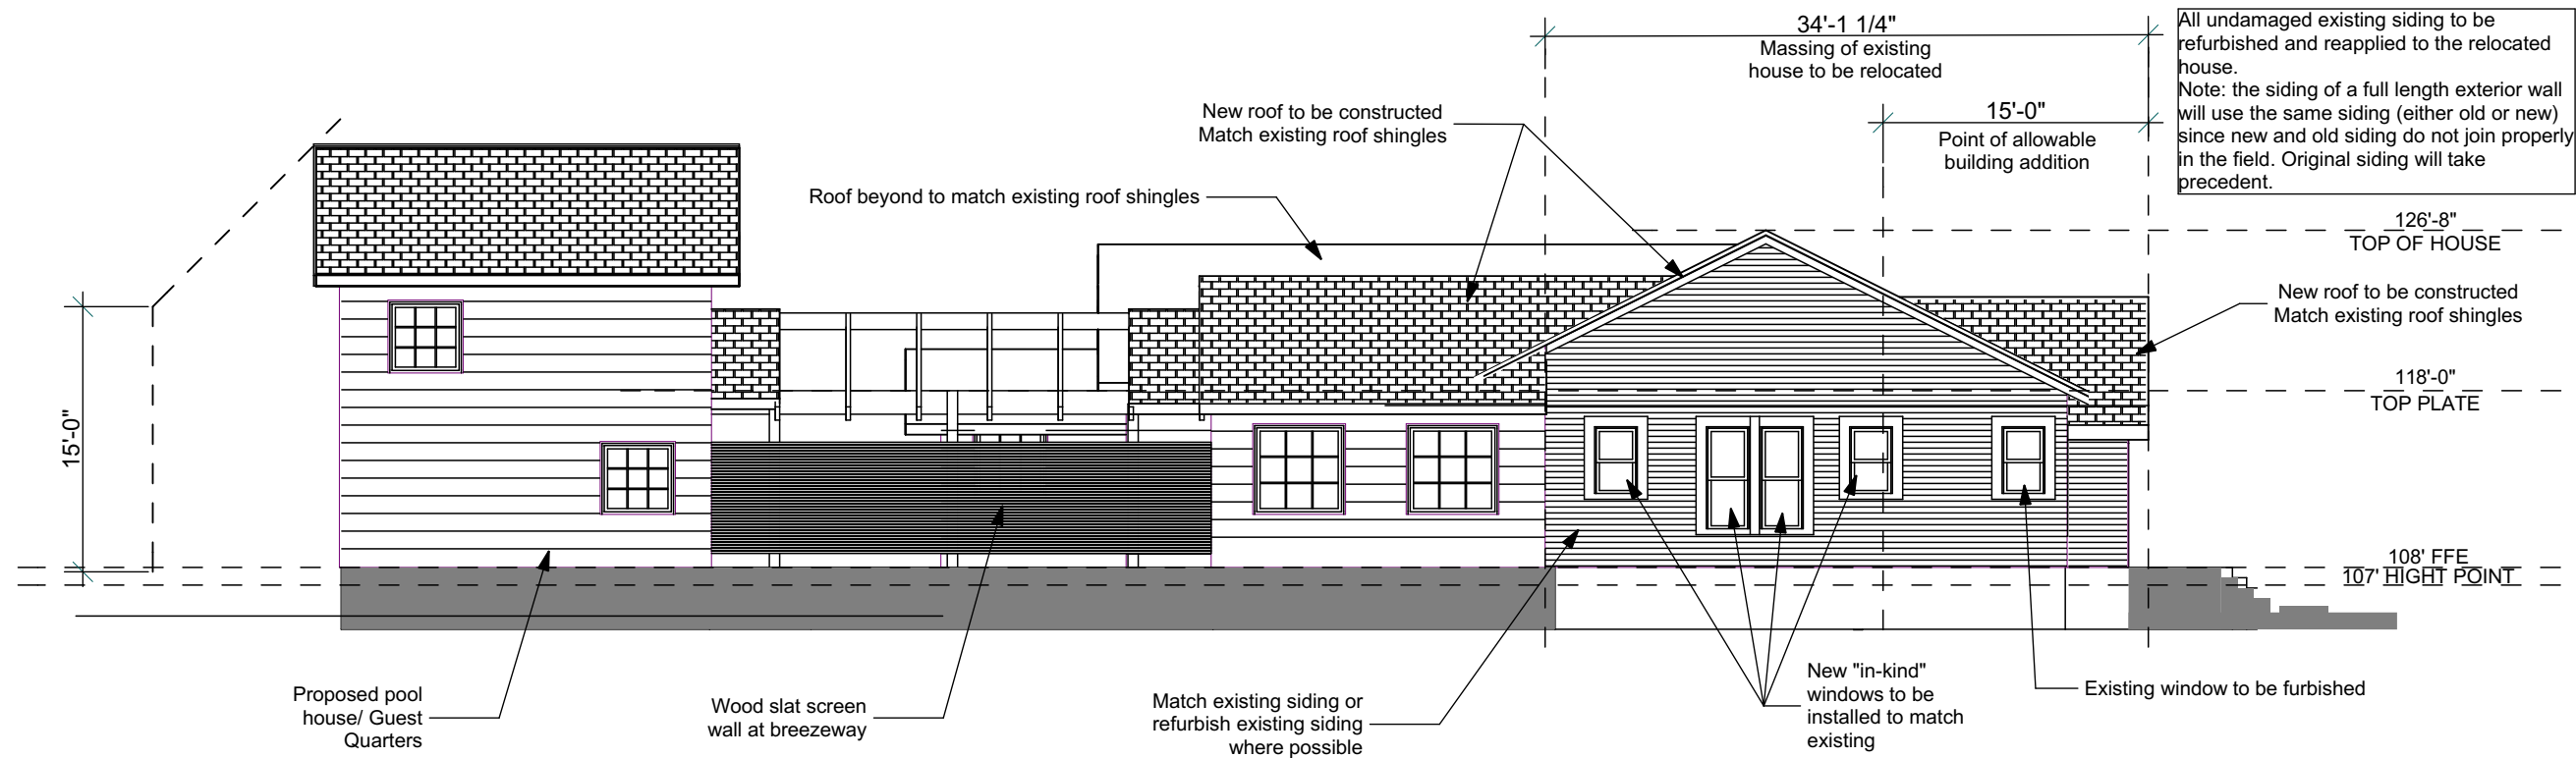 34'-1 1/4"
Massing of existing
house to be relocated
All undamaged existing siding to be
refurbished and reapplied to the relocated
house.
Note: the siding of a full length exterior wall
will use the same siding (either old or new)
since new and old siding do not join properly
in the field. Original siding will take
precedent.
15'-0"
Point of allowable
building addition
New roof to be constructed
Match existing roof shingles
Roof beyond to match existing roof shingles
126'-8"
TOP OF HOUSE
New roof to be constructed
Match existing roof shingles
118'-0"
TOP PLATE
15'-0"
108' FFE
107' HIGHT POINT
Proposed pool
house/ Guest
Quarters
Wood slat screen
wall at breezeway
Match existing siding or
refurbish existing siding
where possible
New "in-kind"
windows to be
installed to match
existing
Existing window to be furbished